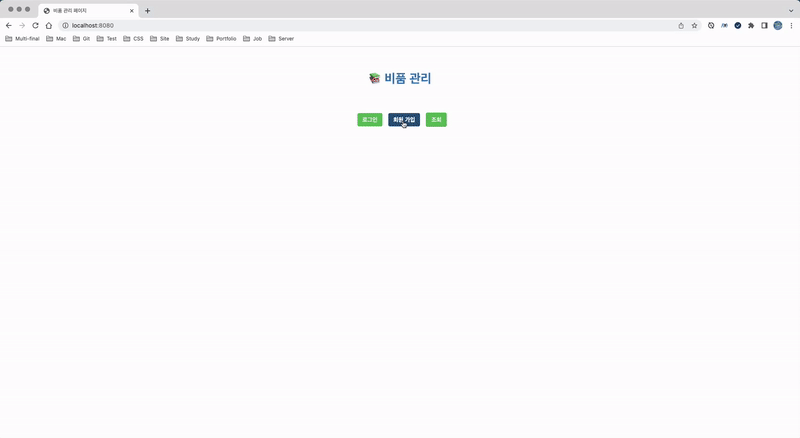 비품 관리 페이지
localhost:8080
Multi-final Mac Git Test CSS Site Study Portfolio Job Server
비품 관리
로그인 회원 가입 조회